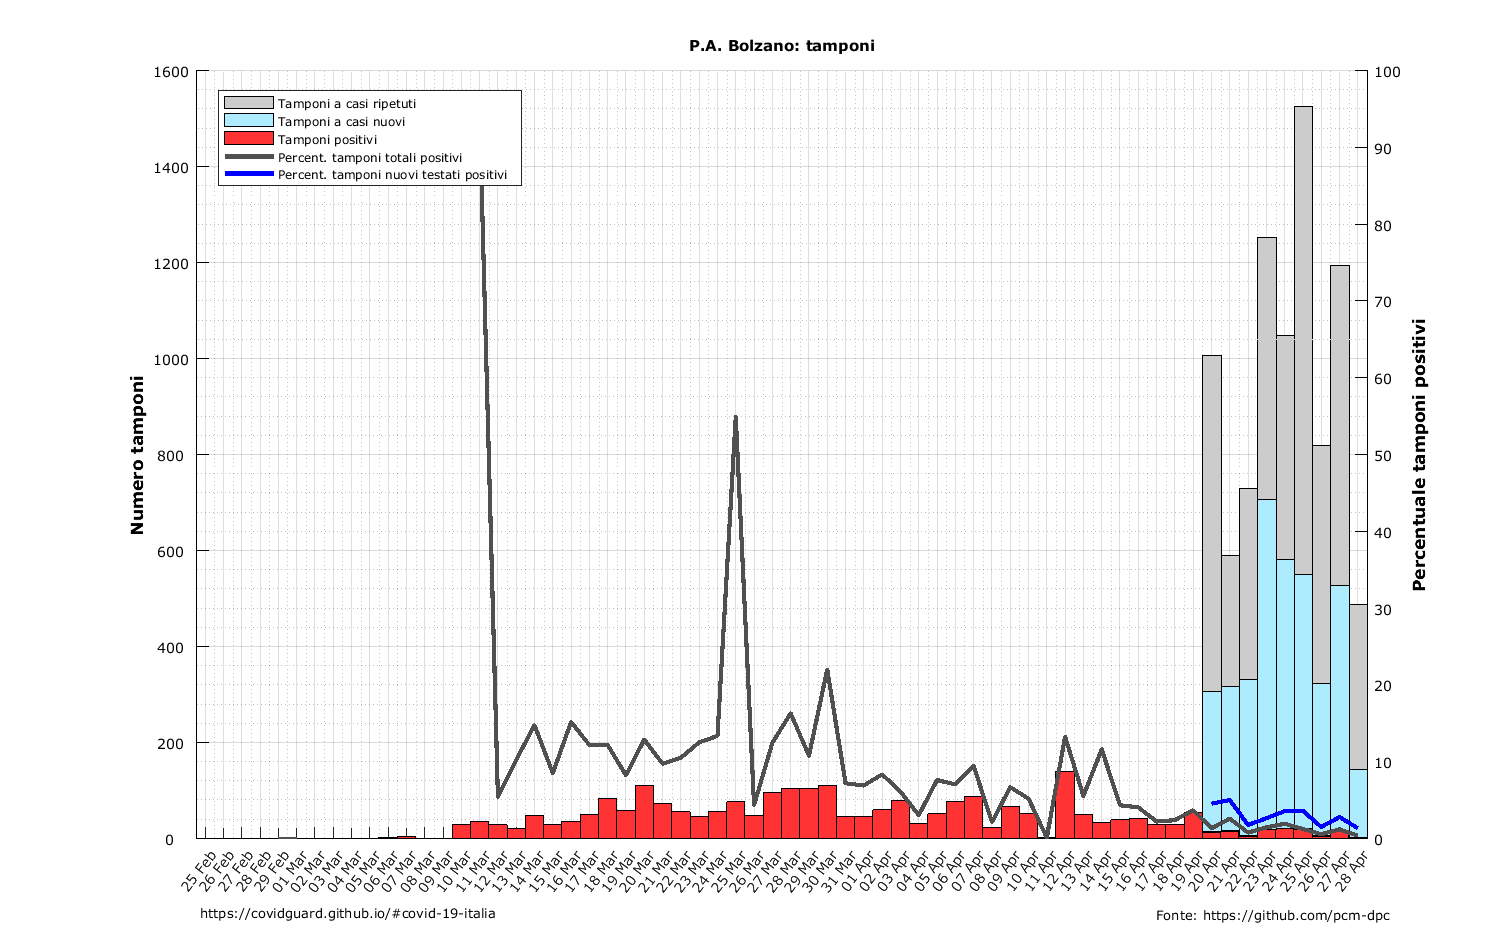 P.A. Bolzano: tamponi
1600
1400
1200
1000
800
600
400
200
0
Numero tamponi
Tamponi a casi ripetuti
Tamponi a casi nuovi
Tamponi positivi
Percent. tamponi totali positivi
Percent. tamponi nuovi testati positivi
100
90
80
70
60
50
40
30
20
10
0
Percentuale tamponi positivi
25 Feb
26 Feb
27 Feb
28 Feb
29 Feb
01 Mar
02 Mar
03 Mar
04 Mar
05 Mar
06 Mar
07 Mar
08 Mar
09 Mar
10 Mar
11 Mar
12 Mar
13 Mar
14 Mar
15 Mar
16 Mar
17 Mar
18 Mar
19 Mar
20 Mar
21 Mar
22 Mar
23 Mar
24 Mar
25 Mar
26 Mar
27 Mar
28 Mar
29 Mar
30 Mar
31 Mar
01 Apr
02 Apr
03 Apr
04 Apr
05 Apr
06 Apr
07 Apr
08 Apr
09 Apr
10 Apr
11 Apr
12 Apr
13 Apr
14 Apr
15 Apr
16 Apr
17 Apr
18 Apr
19 Apr
20 Apr
21 Apr
22 Apr
23 Apr
24 Apr
25 Apr
26 Apr
27 Apr
28 Apr
https://covidguard.github.io/#covid-19-italia
Fonte: https://github.com/pcm-dpc